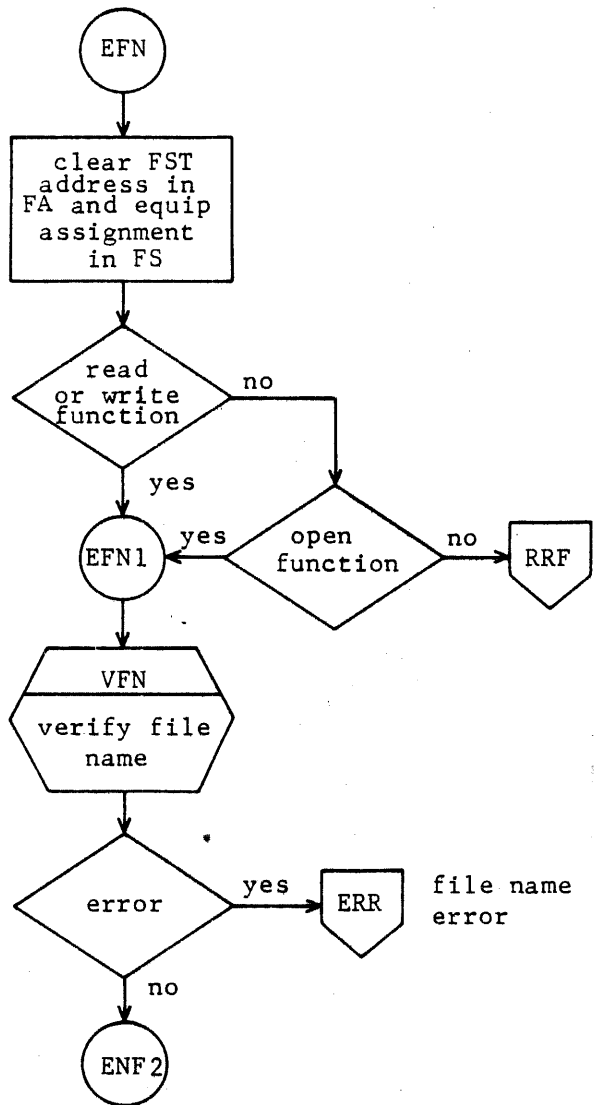 EFN
clear FST
address in
FA and equip
assignment
in FS
read
or write
function
no
yes
EFN1
yes
open
function
no
RRF
VFN
verify file
name
error
yes
ERR
file name
error
no
ENF2